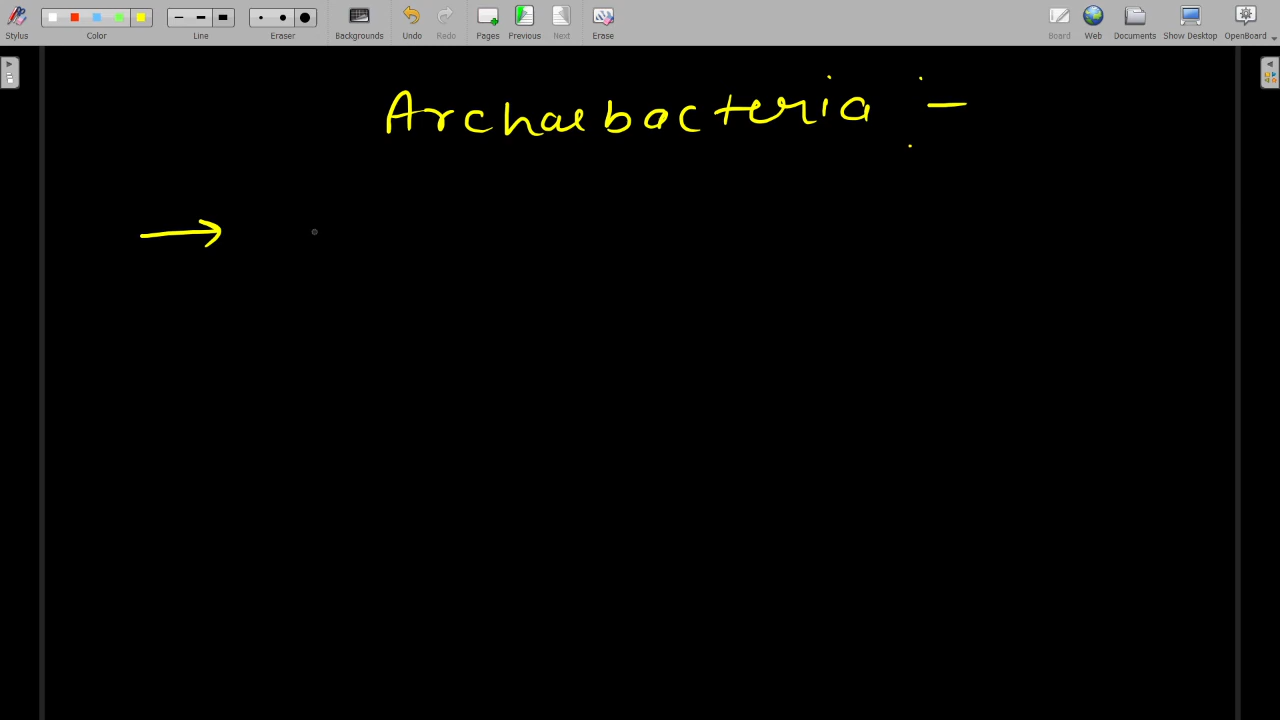 Stylus Color Line Eraser Backgrounds Undo Redo Pages Previous Next Erase Board Web Documents Show Desktop OpenBoard
Archaebacteria :-
→